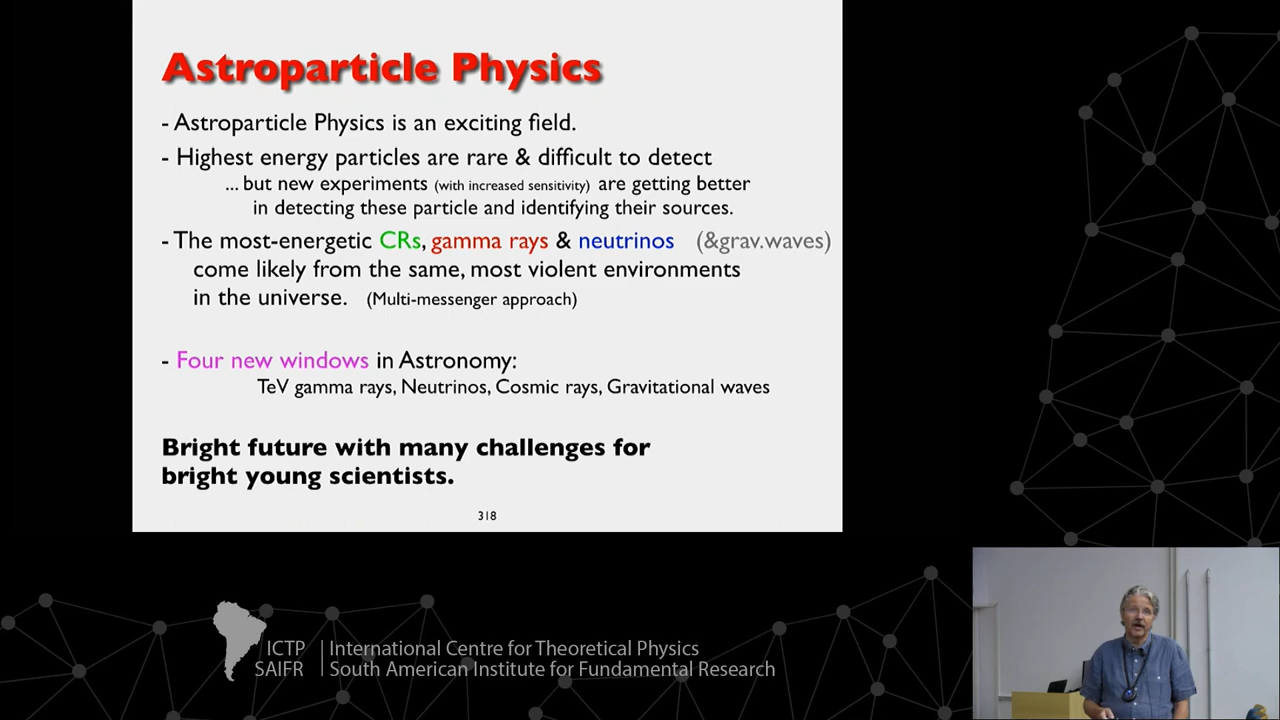 Astroparticle Physics
- Astroparticle Physics is an exciting field.
- Highest energy particles are rare & difficult to detect
... but new experiments (with increased sensitivity) are getting better
in detecting these particle and identifying their sources.
- The most-energetic CRs, gamma rays & neutrinos (&grav.waves)
come likely from the same, most violent environments
in the universe. (Multi-messenger approach)
- Four new windows in Astronomy:
TeV gamma rays, Neutrinos, Cosmic rays, Gravitational waves
Bright future with many challenges for
bright young scientists.
318
ICTP | International Centre for Theoretical Physics
SAIFR | South American Institute for Fundamental Research